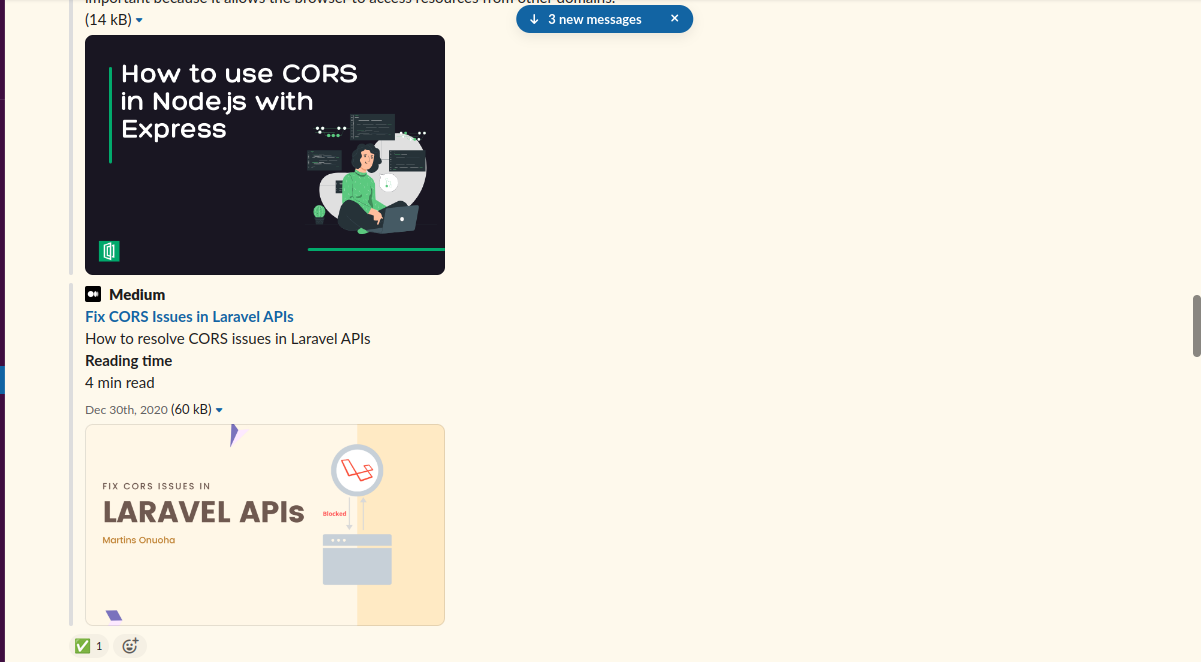 important because it allows the browser to access resources from other domains.
(14 kB)
3 new messages
How to use CORS
in Node.js with
Express
Medium
Fix CORS Issues in Laravel APIs
How to resolve CORS issues in Laravel APIs
Reading time
4 min read
Dec 30th, 2020 (60 kB)
FIX CORS ISSUES IN
LARAVEL APIs
Martins Onuoha
Blocked
1